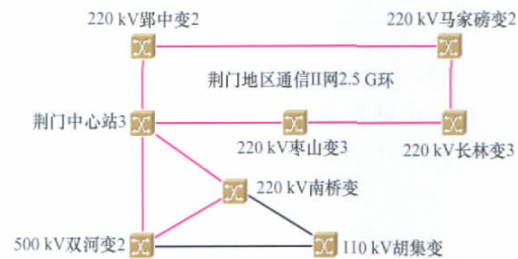 220 kV郢中变2
220 kV马家磅变2
荆门地区通信II网2.5 G环
荆门中心站3
220 kV枣山变3
220 kV长林变3
220 kV南桥变
500 kV双河变2
110 kV胡集变